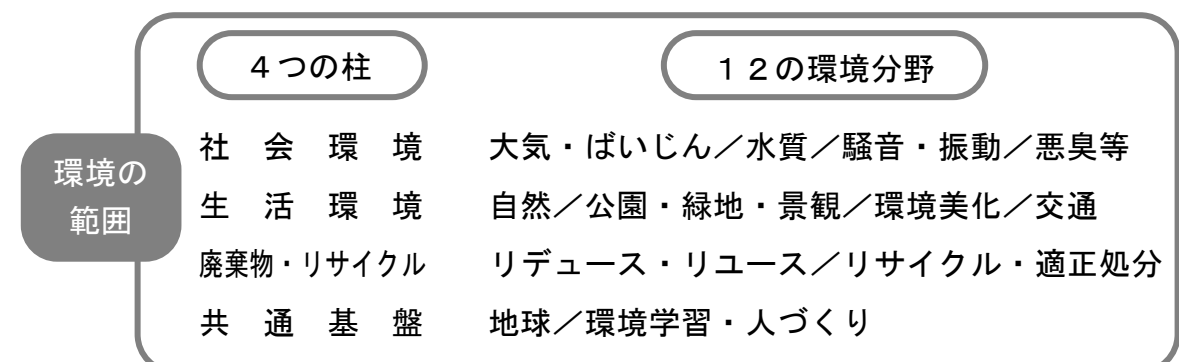 4つの柱
12の環境分野
環境の
範囲
社会環境 大気・ばいじん／水質／騒音・振動／悪臭等
生活環境 自然／公園・緑地・景観／環境美化／交通
廃棄物・リサイクル リデュース・リユース／リサイクル・適正処分
共通基盤 地球／環境学習・人づくり